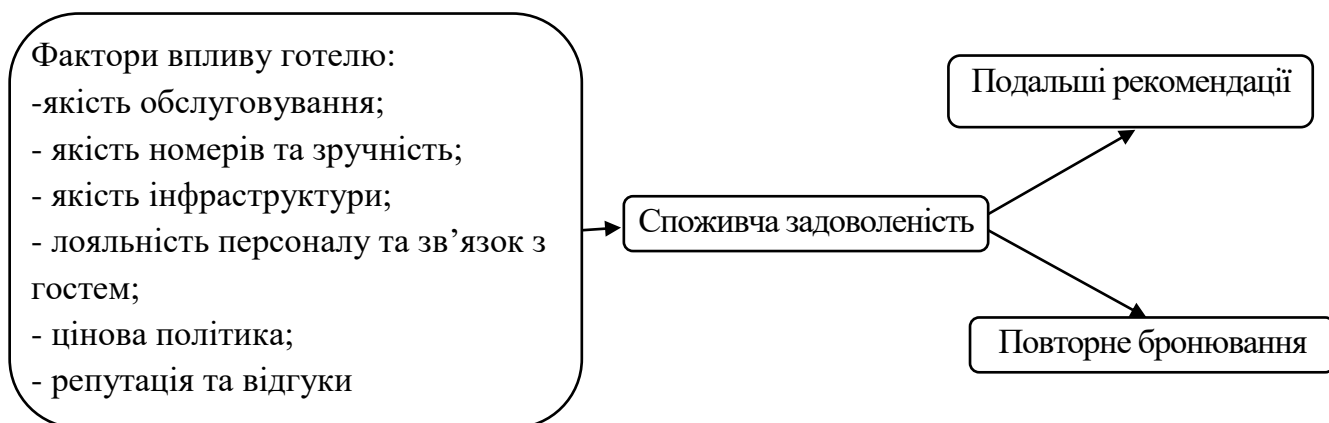 Фактори впливу готелю:
-якість обслуговування;
- якість номерів та зручність;
- якість інфраструктури;
- лояльність персоналу та зв’язок з
гостем;
- цінова політика;
- репутація та відгуки
Споживча задоволеність
Подальші рекомендації
Повторне бронювання